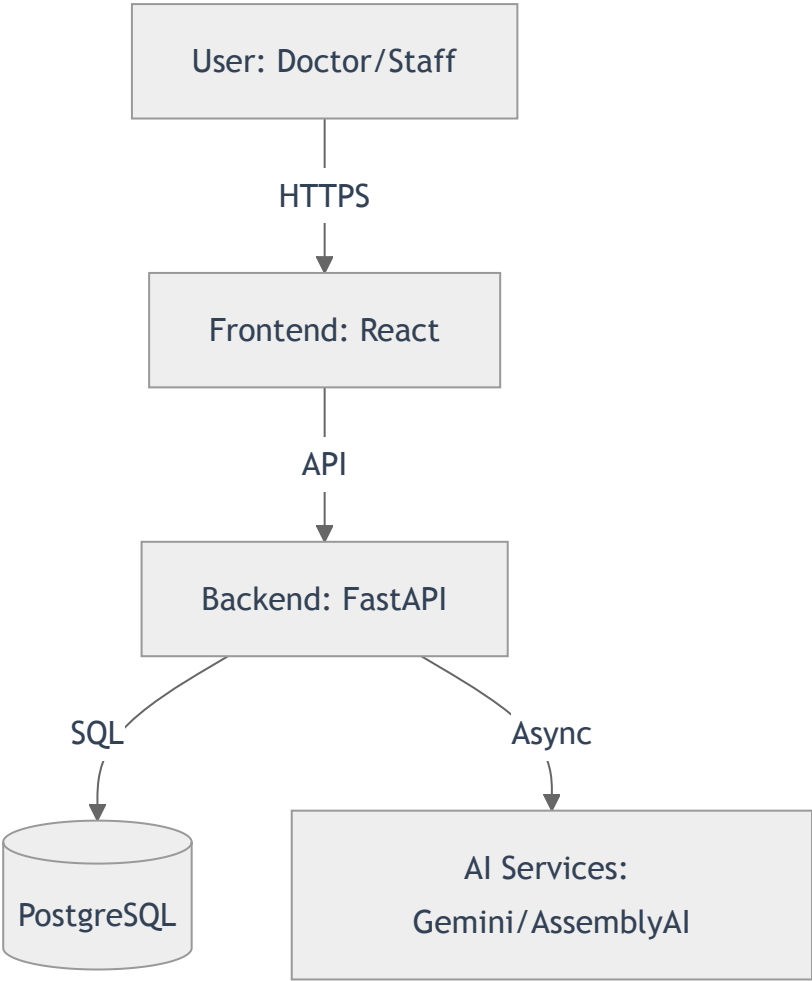 User: Doctor/Staff
HTTPS
Frontend: React
API
Backend: FastAPI
SQL
Async
PostgreSQL
AI Services:
Gemini/AssemblyAI